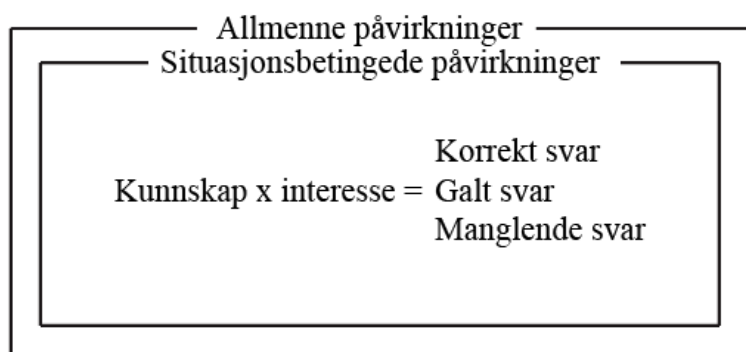 Allmenne påvirkninger
Situasjonsbetingede påvirkninger
Korrekt svar
Kunnskap x interesse = Galt svar
Manglende svar